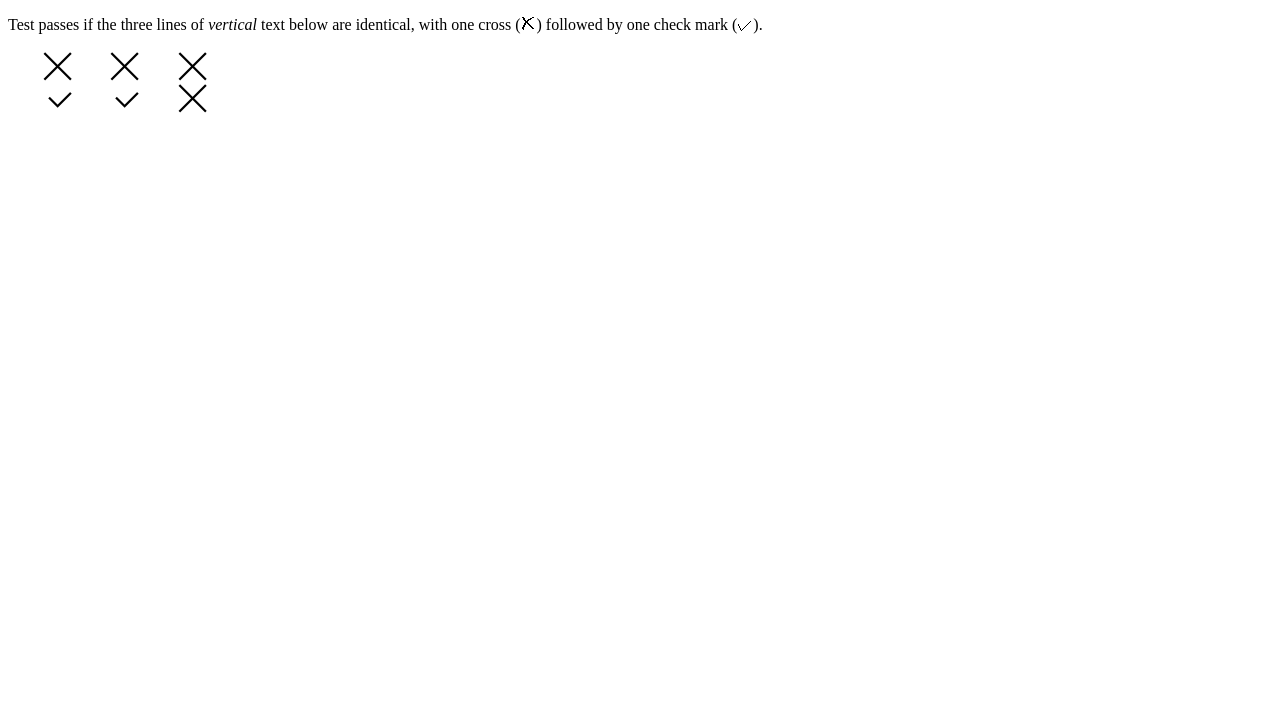 Test passes if the three lines of vertical text below are identical, with one cross (✗) followed by one check mark (✓).
✕ ✕ ✕
✓ ✓ ✕